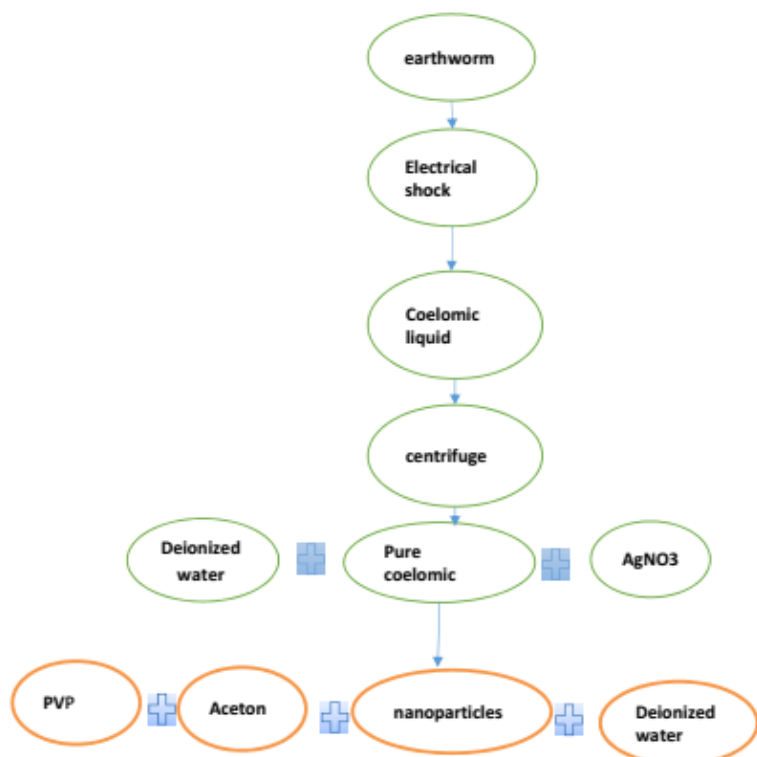 earthworm
Electrical
shock
Coelomic
liquid
centrifuge
Deionized
water
Pure
coelomic
AgNO3
PVP
Aceton
nanoparticles
Deionized
water